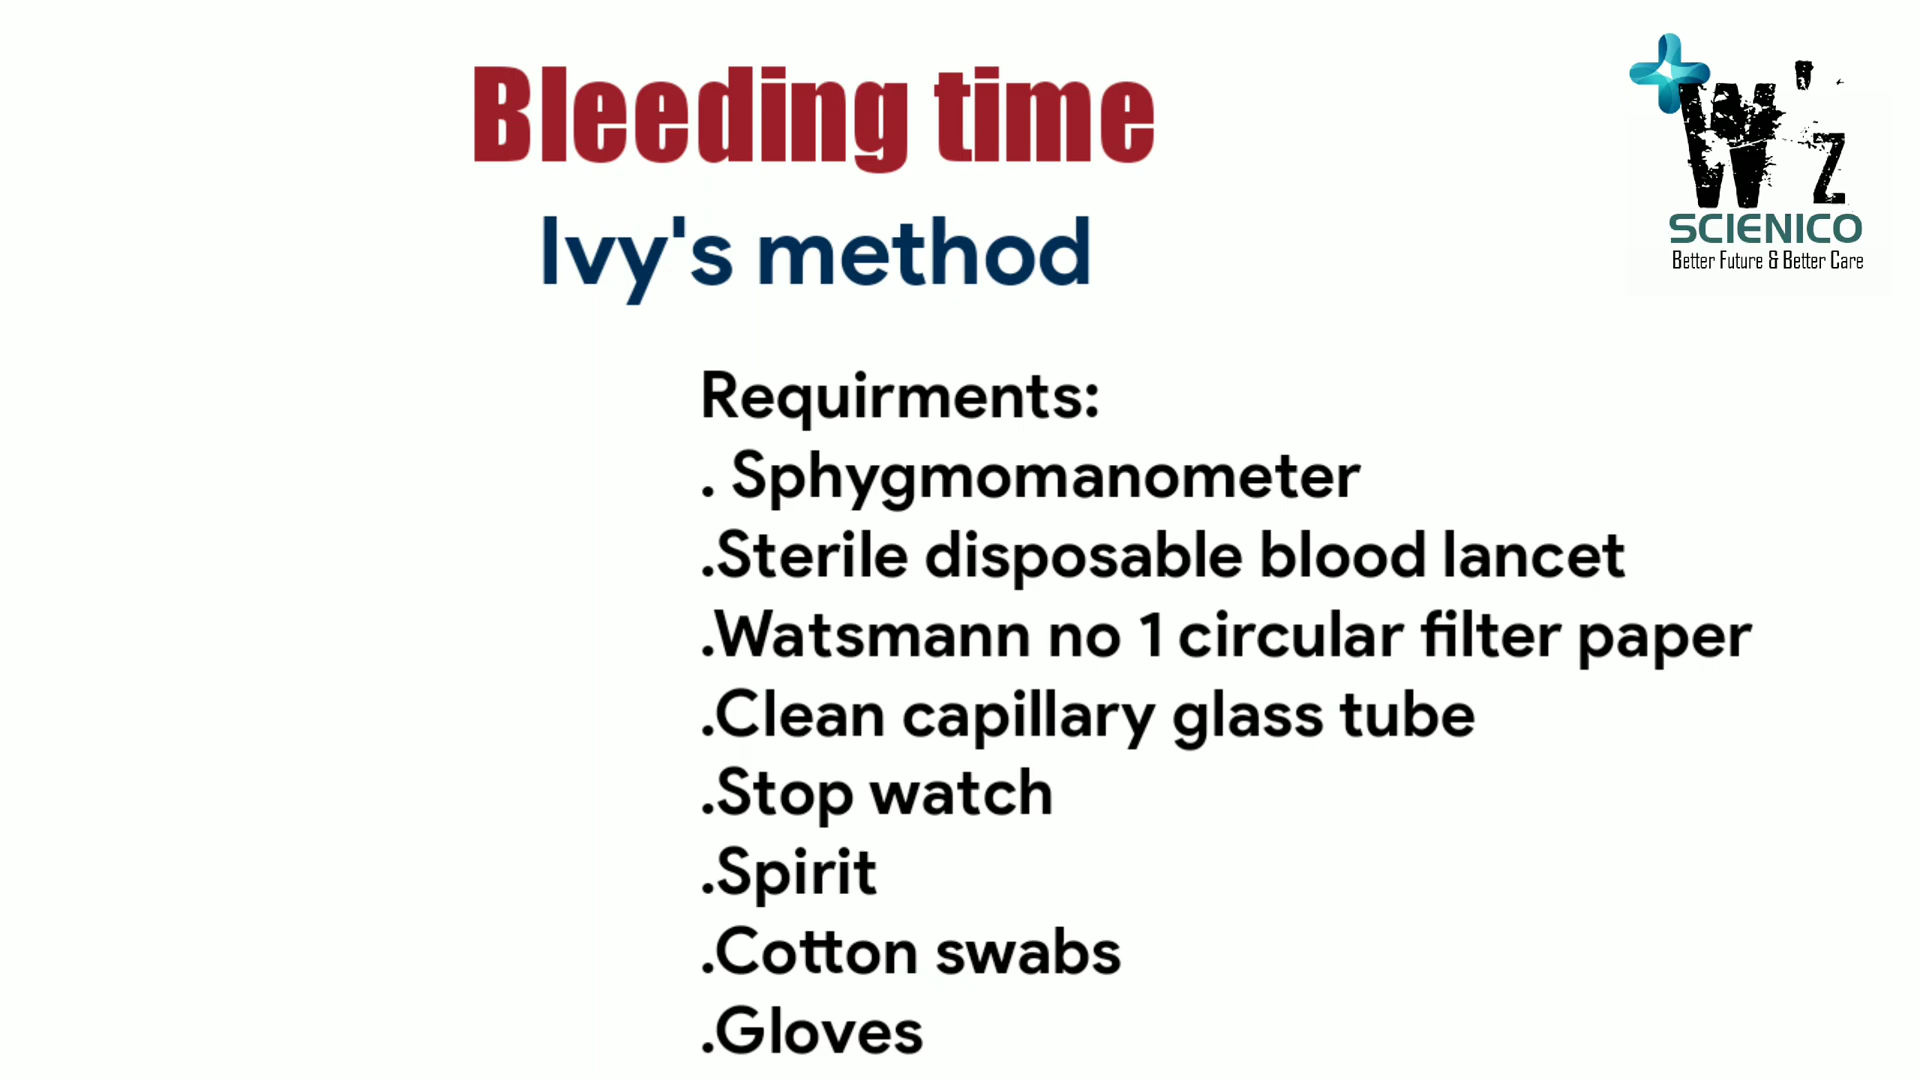 Bleeding time
Ivy's method
W'z
SCIENICO
Better Future & Better Care
Requirments:
. Sphygmomanometer
.Sterile disposable blood lancet
.Watsmann no 1 circular filter paper
.Clean capillary glass tube
.Stop watch
.Spirit
.Cotton swabs
.Gloves